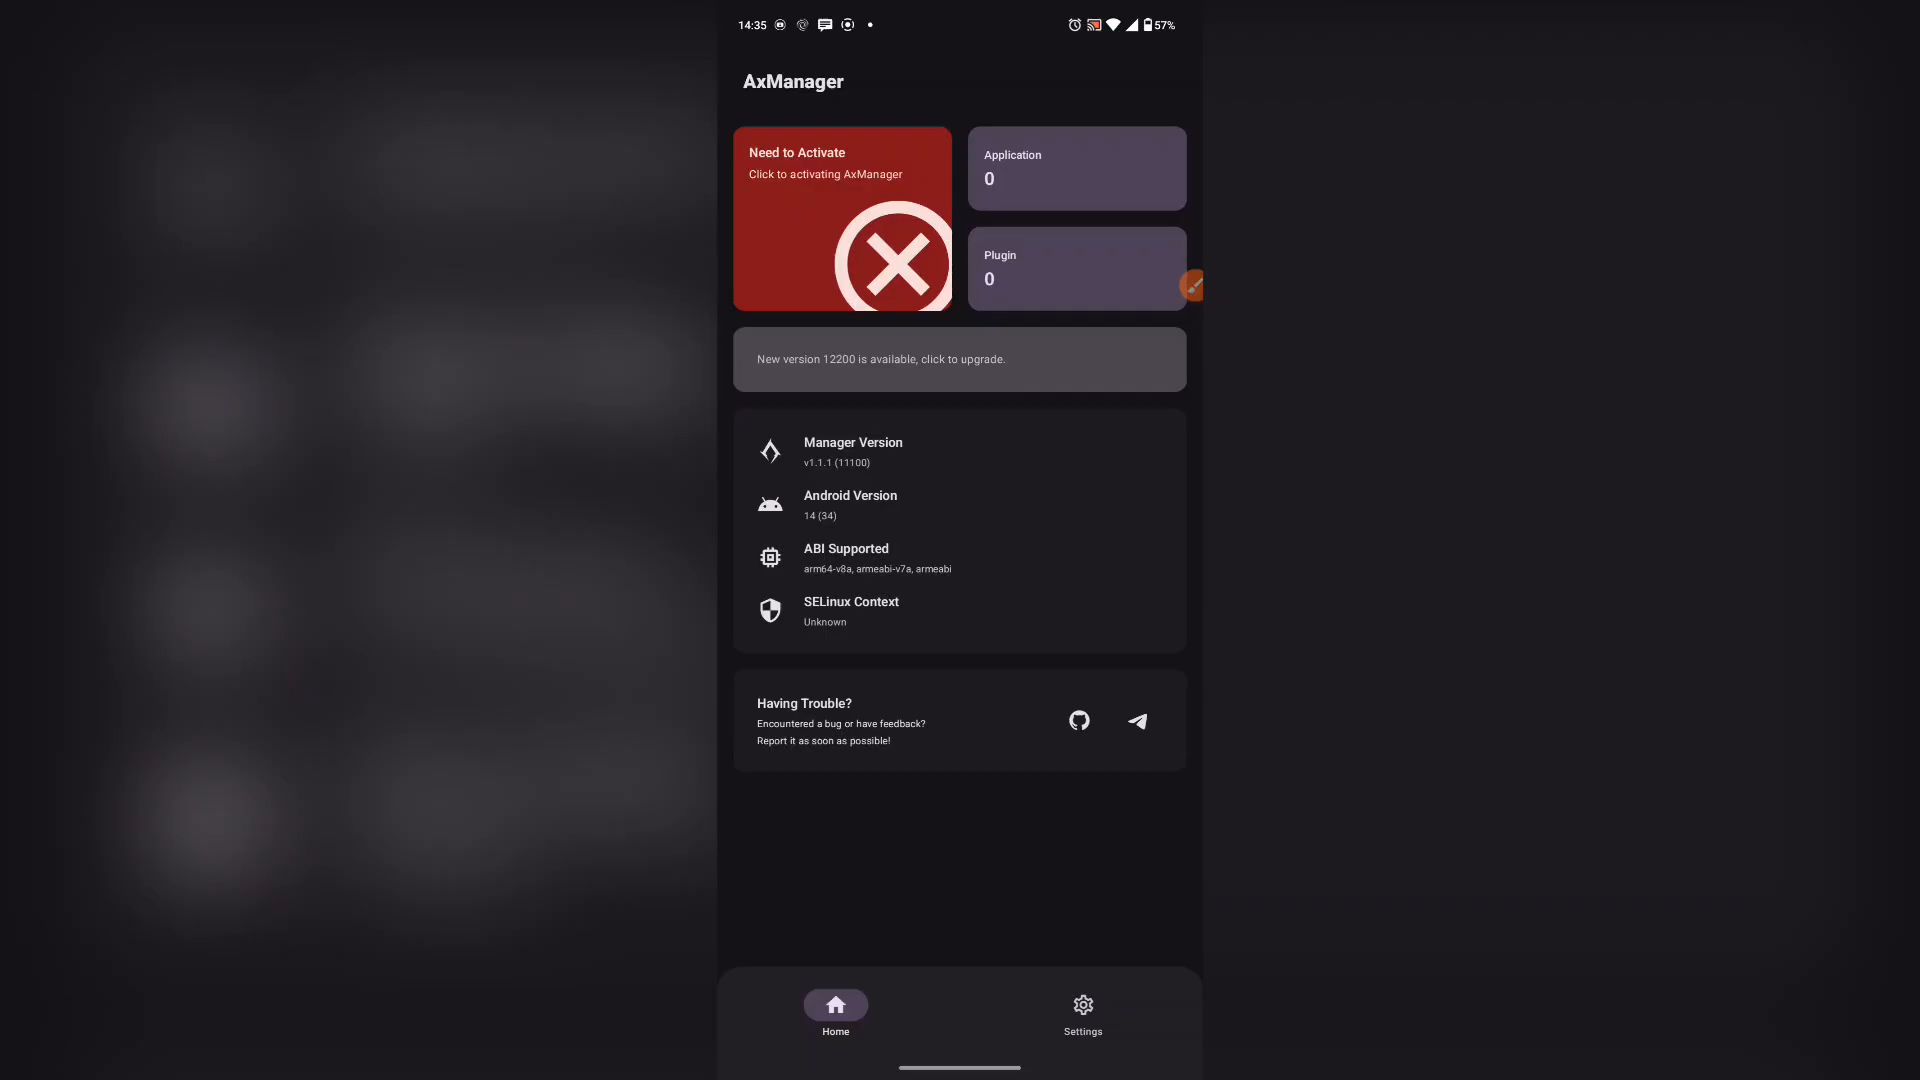 14:35
57%
AxManager
Need to Activate
Click to activating AxManager
Application
0
Plugin
0
New version 12200 is available, click to upgrade.
Manager Version
v1.1.1 (11100)
Android Version
14 (34)
ABI Supported
arm64-v8a, armeabi-v7a, armeabi
SELinux Context
Unknown
Having Trouble?
Encountered a bug or have feedback?
Report it as soon as possible!
Home
Settings